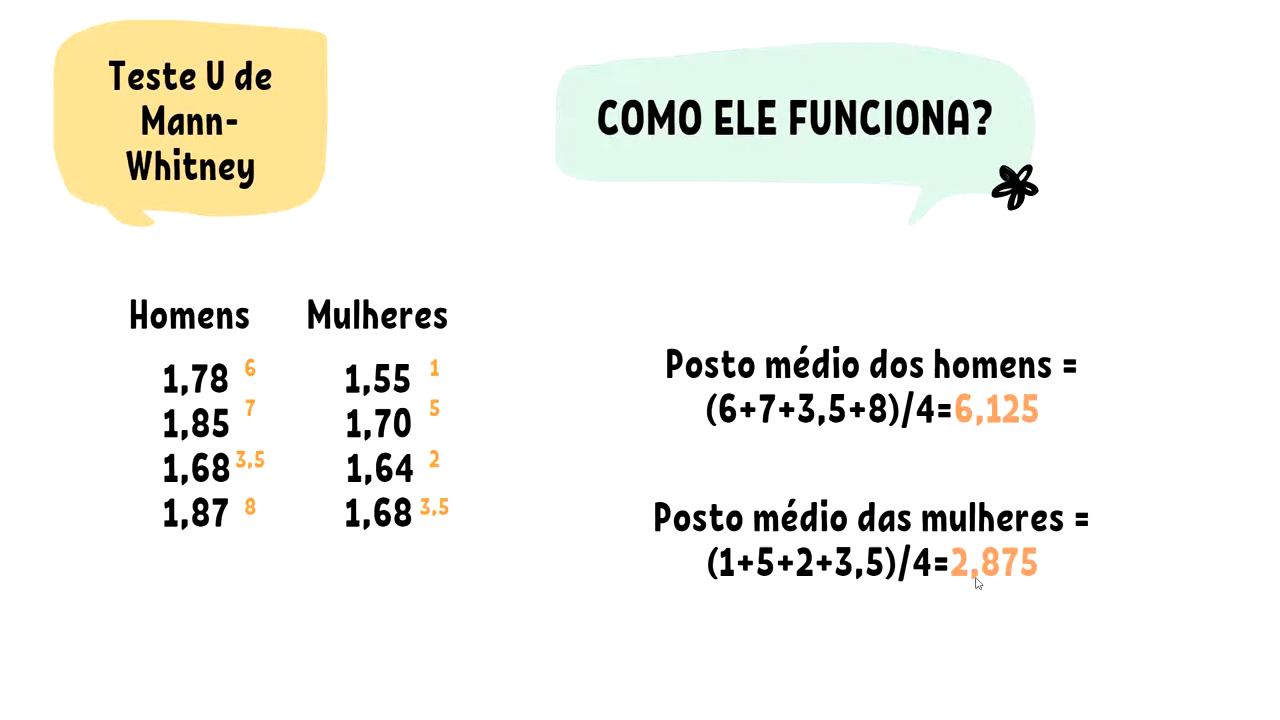 Teste U de
Mann-
Whitney
COMO ELE FUNCIONA?
Homens Mulheres
1,78 6 1,55 1
1,85 7 1,70 5
1,68 3,5 1,64 2
1,87 8 1,68 3,5
Posto médio dos homens =
(6+7+3,5+8)/4=6,125
Posto médio das mulheres =
(1+5+2+3,5)/4=2,875